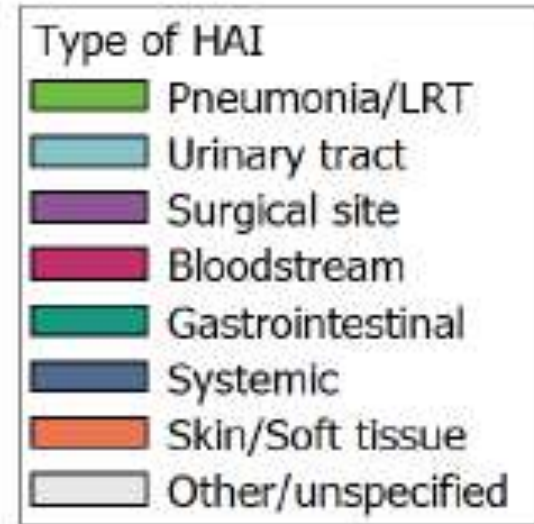 Type of HAI
Pneumonia/LRT
Urinary tract
Surgical site
Bloodstream
Gastrointestinal
Systemic
Skin/Soft tissue
Other/unspecified